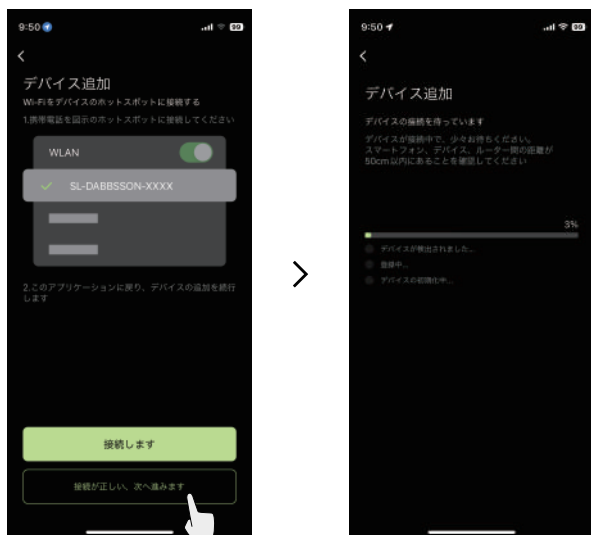 9:50
99
デバイス追加
Wi-Fiをデバイスのホットスポットに接続する
1.携帯電話を図示のホットスポットに接続してください
WLAN
SL-DABBSSON-XXXX
2.このアプリケーションに戻り、デバイスの追加を続行
します
接続します
接続が正しい、次へ進みます
9:50
99
デバイス追加
デバイスの接続を待っています
デバイスが接続中で、少々お待ちください。
スマートフォン、デバイス、ルーター間の距離が
50cm以内にあることを確認してください
3%
デバイスが検出されました...
登録中...
デバイスの初期化中...